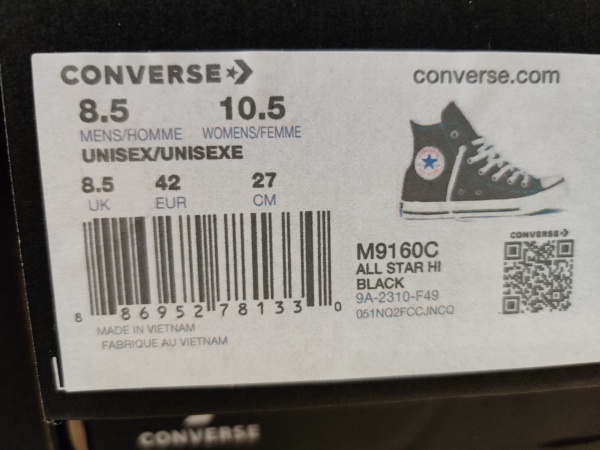 CONVERSE
converse.com
8.5 10.5
MENS/HOMME WOMENS/FEMME
UNISEX/UNISEXE
8.5 42 27
UK EUR CM
CONVERSE
M9160C
ALL STAR HI
BLACK
9A-2310-F49
051NQ2FCCJNCQ
8 86952 78133 0
MADE IN VIETNAM
FABRIQUE AU VIETNAM
CONVERSE